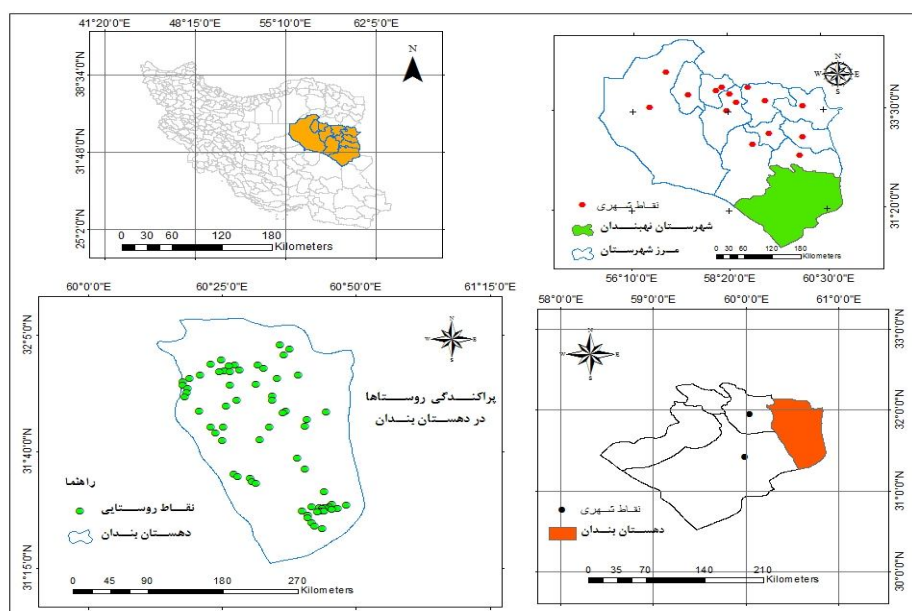 41°20'0"E 48°15'0"E 55°10'0"E 62°5'0"E
38°34'0"N
31°48'0"N
25°2'0"N
N
0 30 60 120 180
Kilometers
N
W E
S
33°30'0"N
31°20'0"N
نقاط شهری
شهرستان نهبندان
مرز شهرستان
0 30 60 120 180
Kilometers
56°10'0"E 58°20'0"E 60°30'0"E
60°0'0"E 60°25'0"E 60°50'0"E 61°15'0"E
32°5'0"N
31°40'0"N
31°15'0"N
N
W E
S
پراکندگی روستاها
در دهستان بندان
راهنما
نقاط روستایی
دهستان بندان
0 45 90 180 270
Kilometers
58°0'0"E 59°0'0"E 60°0'0"E 61°0'0"E
33°0'0"N
32°0'0"N
31°0'0"N
30°0'0"N
N
W E
S
نقاط شهری
دهستان بندان
0 35 70 140 210
Kilometers